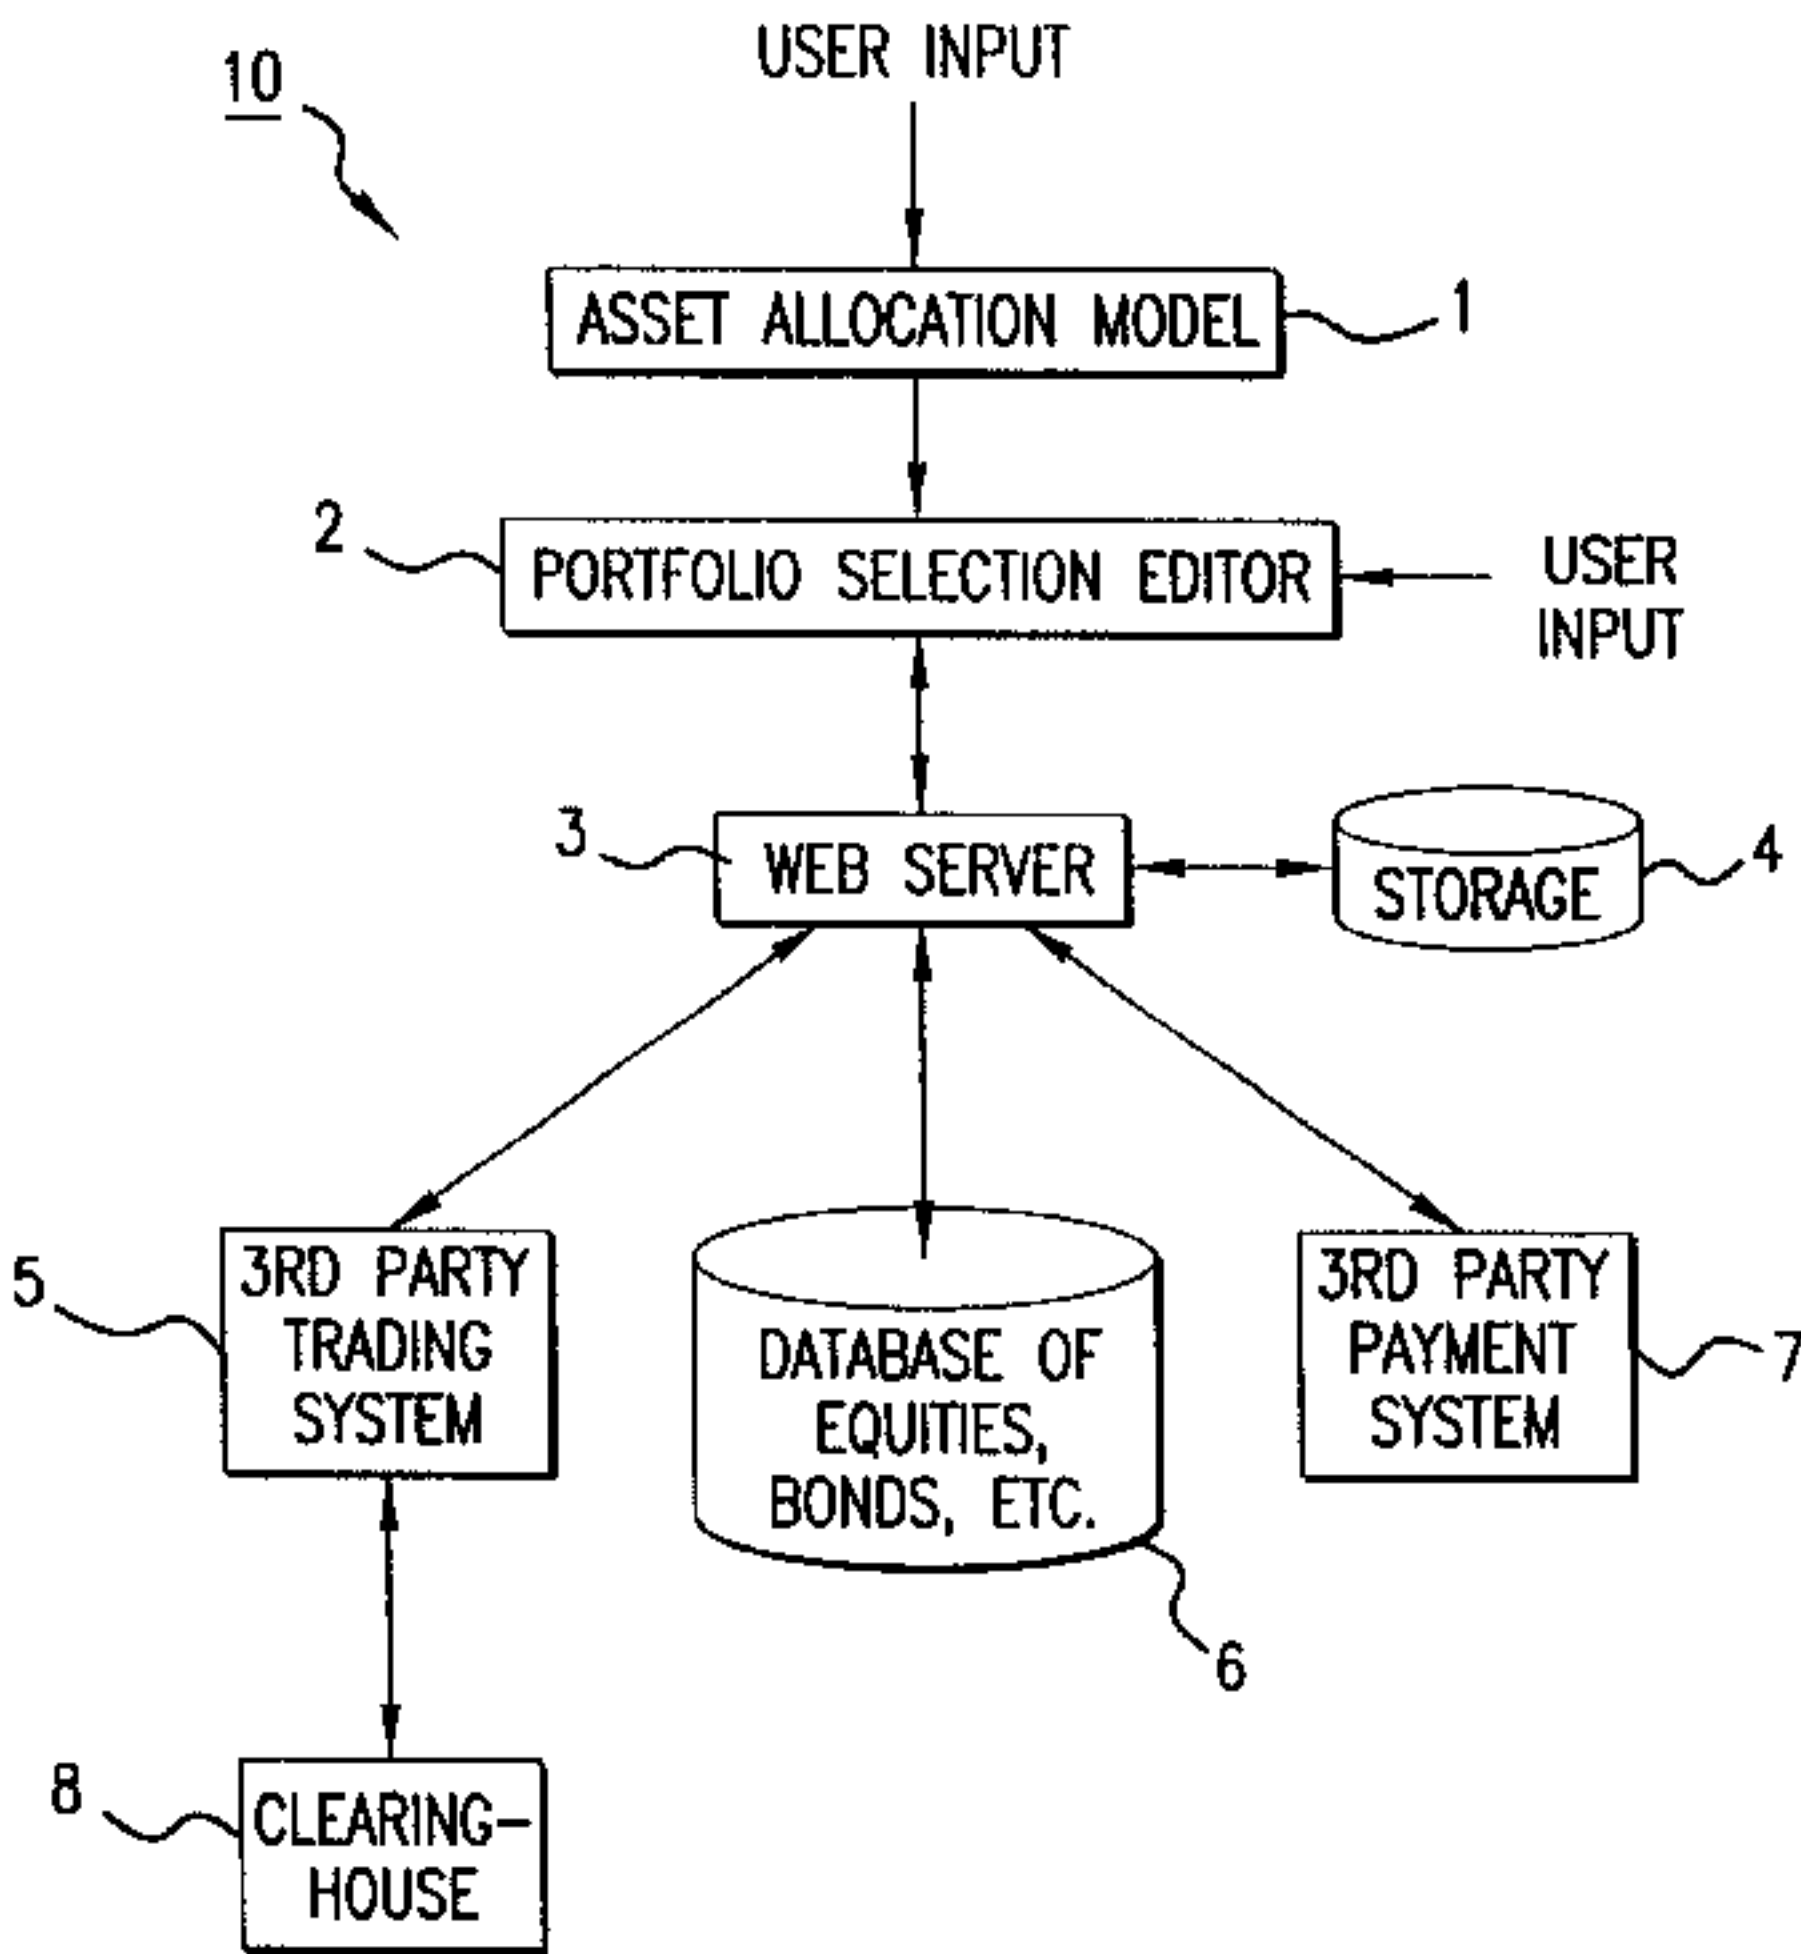 USER INPUT
10
ASSET ALLOCATION MODEL
1
2
PORTFOLIO SELECTION EDITOR
USER
INPUT
3
WEB SERVER
STORAGE
4
5
3RD PARTY
TRADING
SYSTEM
DATABASE OF
EQUITIES,
BONDS, ETC.
6
3RD PARTY
PAYMENT
SYSTEM
7
8
CLEARING-
HOUSE